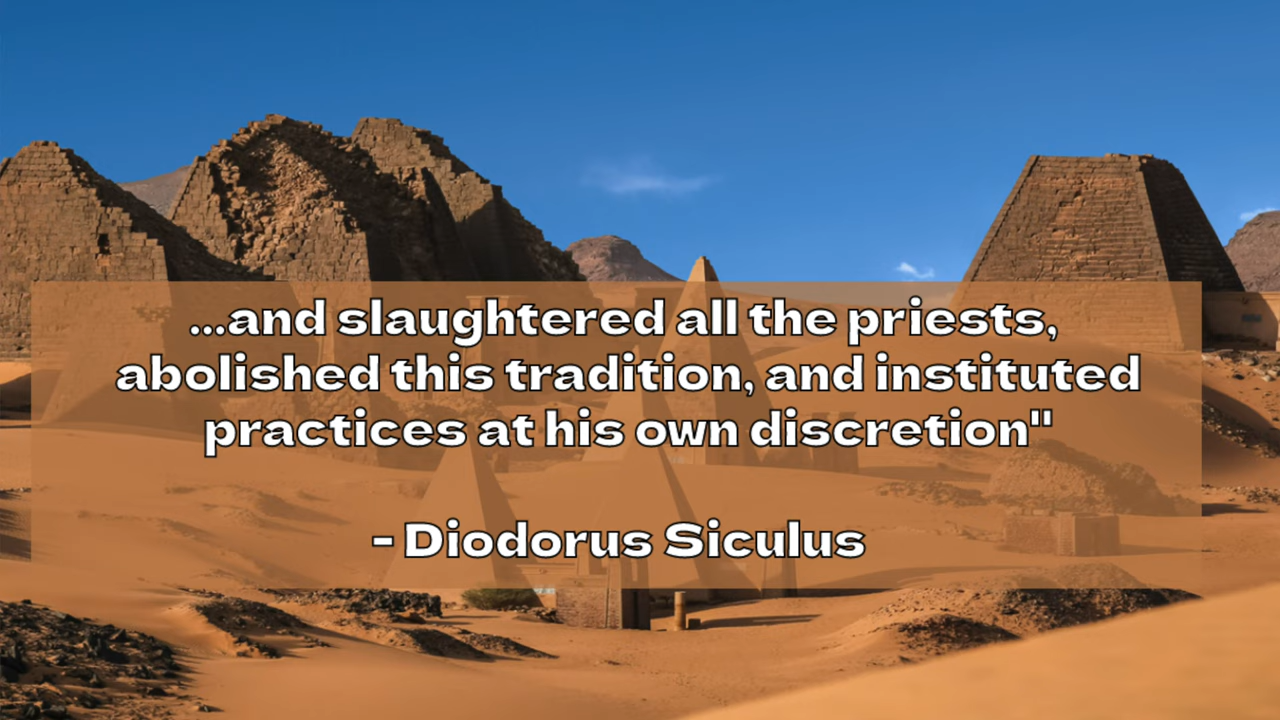 ...and slaughtered all the priests,
abolished this tradition, and instituted
practices at his own discretion"
- Diodorus Siculus